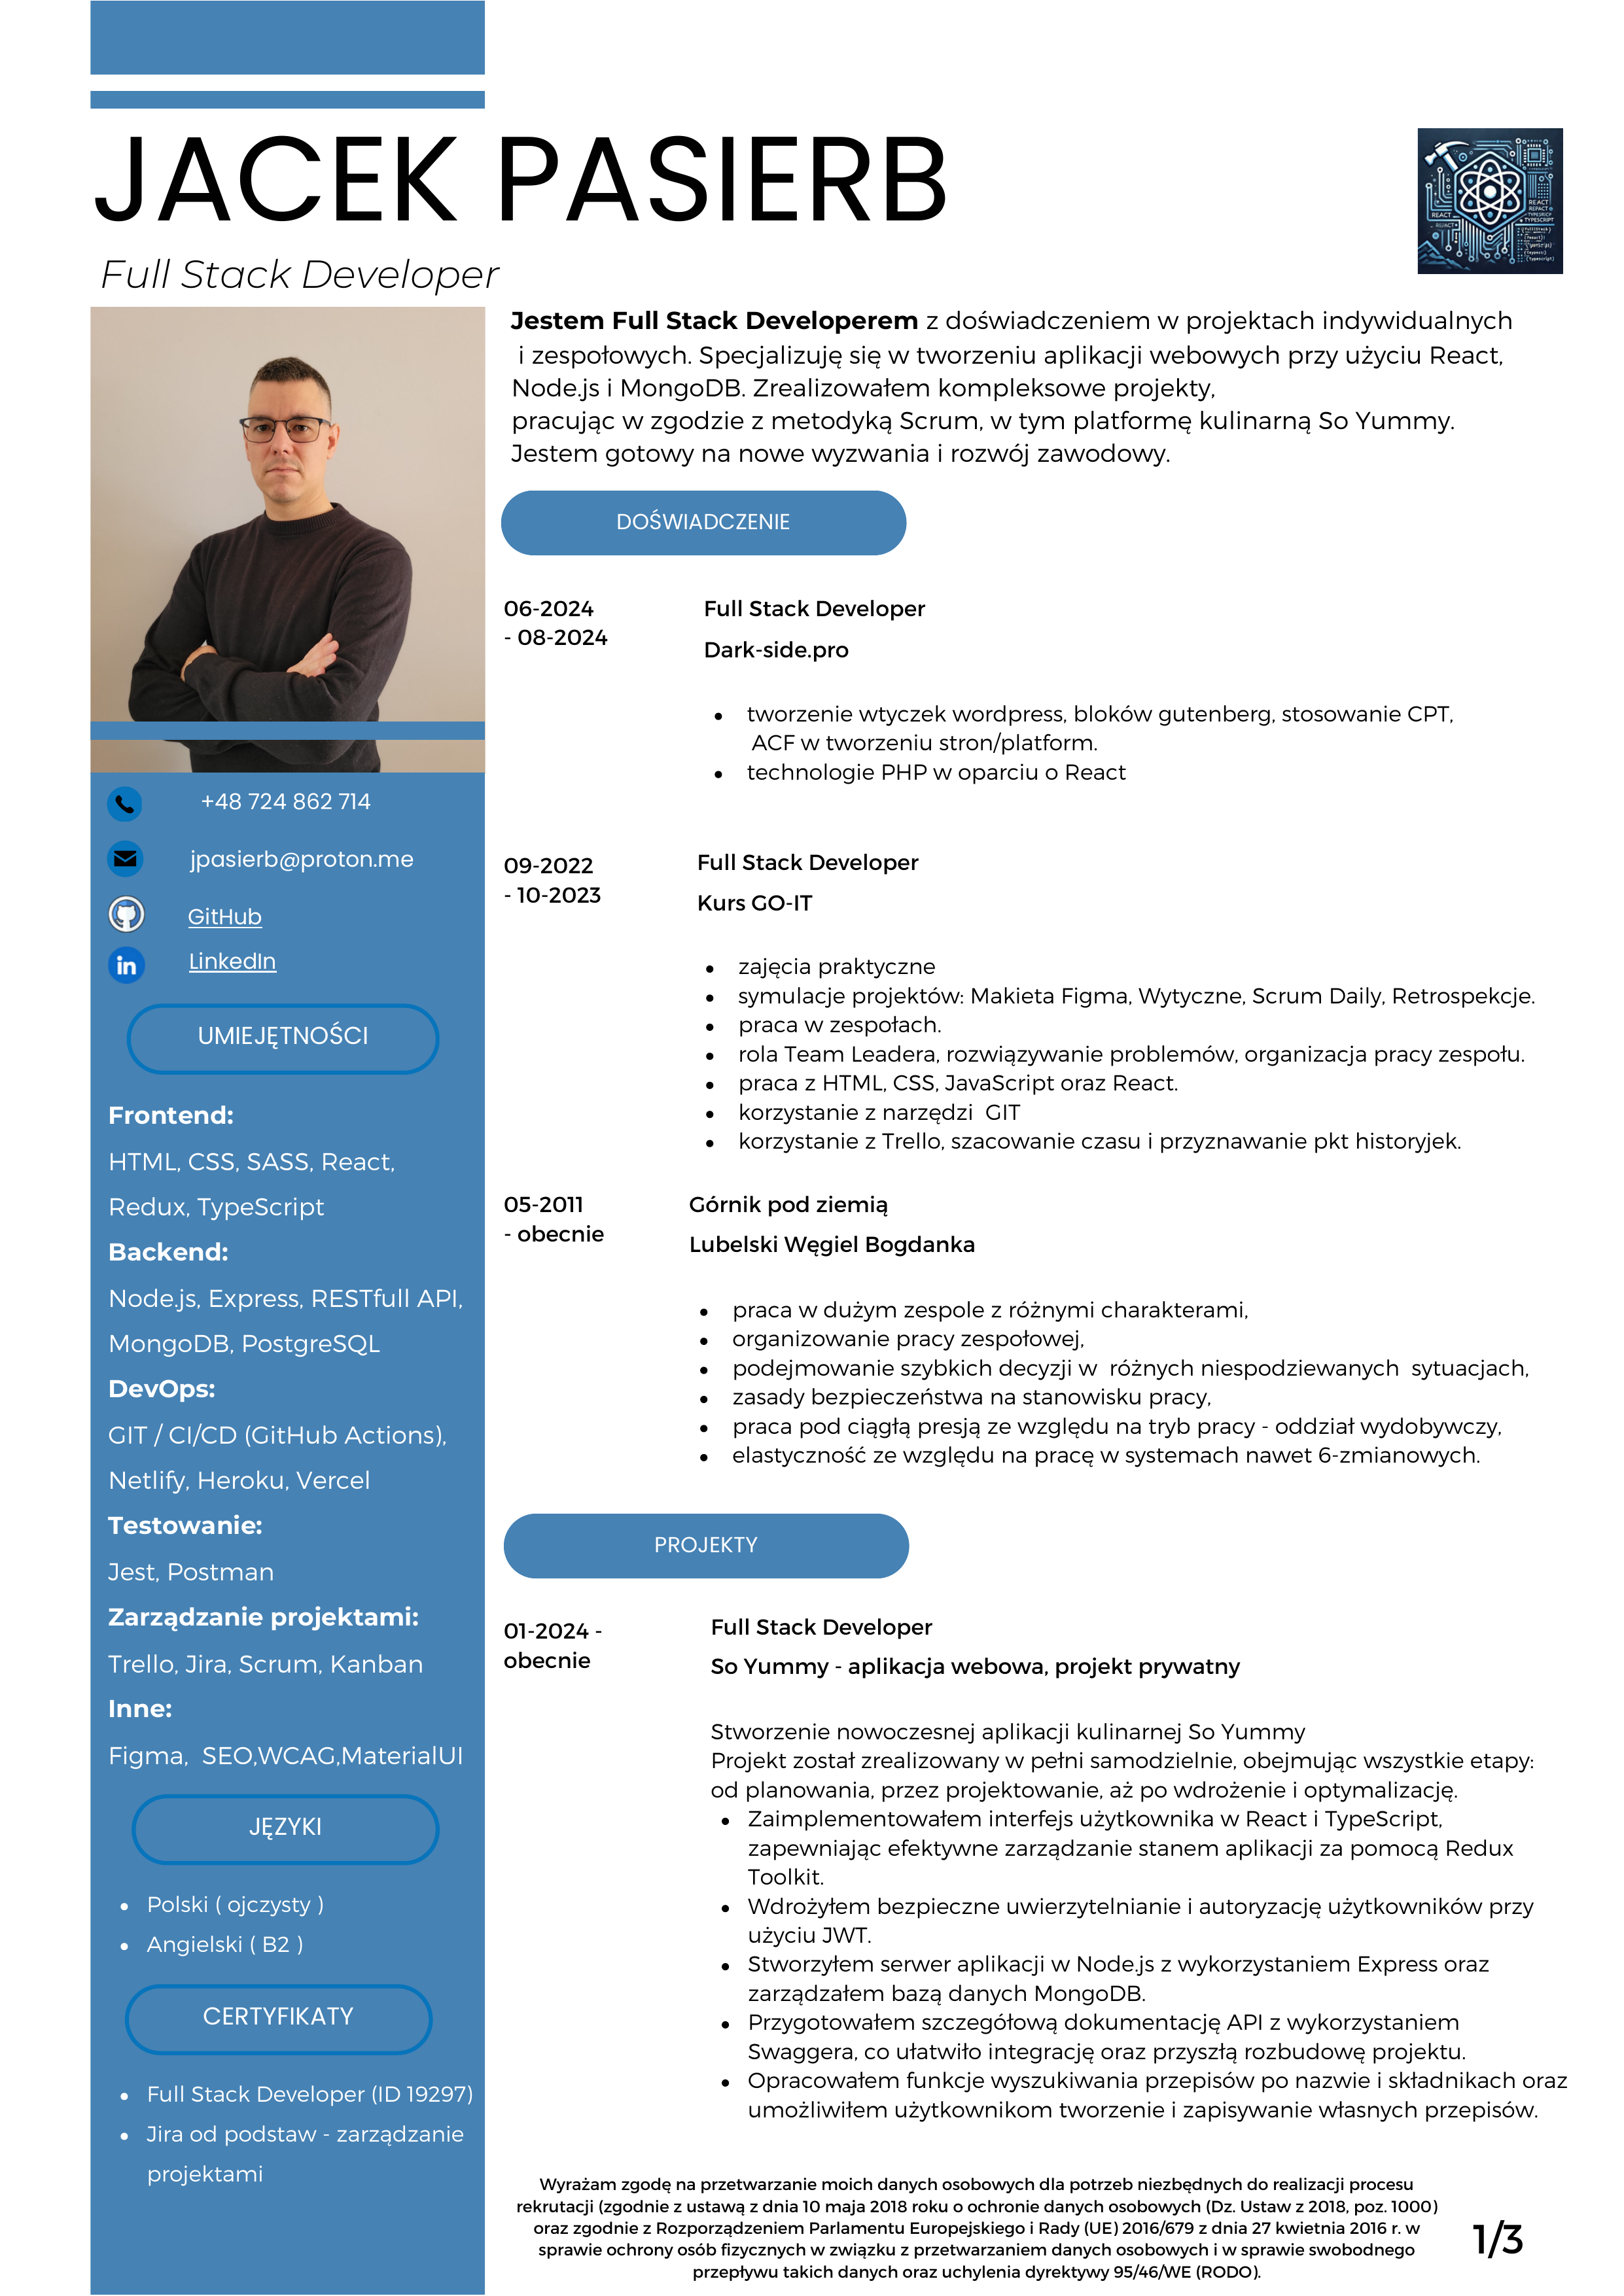 JACEK PASIERB
Full Stack Developer
REACT
REACT
TYPESCRIPT
Jestem Full Stack Developerem z doświadczeniem w projektach indywidualnych
i zespołowych. Specjalizuję się w tworzeniu aplikacji webowych przy użyciu React,
Node.js i MongoDB. Zrealizowałem kompleksowe projekty,
pracując w zgodzie z metodyką Scrum, w tym platformę kulinarną So Yummy.
Jestem gotowy na nowe wyzwania i rozwój zawodowy.
+48 724 862 714
jpasierb@proton.me
GitHub
LinkedIn
UMIEJĘTNOŚCI
Frontend:
HTML, CSS, SASS, React,
Redux, TypeScript
Backend:
Node.js, Express, RESTfull API,
MongoDB, PostgreSQL
DevOps:
GIT / CI/CD (GitHub Actions),
Netlify, Heroku, Vercel
Testowanie:
Jest, Postman
Zarządzanie projektami:
Trello, Jira, Scrum, Kanban
Inne:
Figma,  SEO,WCAG,MaterialUI
JĘZYKI
• Polski ( ojczysty )
• Angielski ( B2 )
CERTYFIKATY
• Full Stack Developer (ID 19297)
• Jira od podstaw - zarządzanie
projektami
DOŚWIADCZENIE
06-2024
- 08-2024
Full Stack Developer
Dark-side.pro
• tworzenie wtyczek wordpress, bloków gutenberg, stosowanie CPT,
ACF w tworzeniu stron/platform.
• technologie PHP w oparciu o React
09-2022
- 10-2023
Full Stack Developer
Kurs GO-IT
• zajęcia praktyczne
• symulacje projektów: Makieta Figma, Wytyczne, Scrum Daily, Retrospekcje.
• praca w zespołach.
• rola Team Leadera, rozwiązywanie problemów, organizacja pracy zespołu.
• praca z HTML, CSS, JavaScript oraz React.
• korzystanie z narzędzi  GIT
• korzystanie z Trello, szacowanie czasu i przyznawanie pkt historyjek.
05-2011
- obecnie
Górnik pod ziemią
Lubelski Węgiel Bogdanka
• praca w dużym zespole z różnymi charakterami,
• organizowanie pracy zespołowej,
• podejmowanie szybkich decyzji w  różnych niespodziewanych  sytuacjach,
• zasady bezpieczeństwa na stanowisku pracy,
• praca pod ciągłą presją ze względu na tryb pracy - oddział wydobywczy,
• elastyczność ze względu na pracę w systemach nawet 6-zmianowych.
PROJEKTY
01-2024 -
obecnie
Full Stack Developer
So Yummy - aplikacja webowa, projekt prywatny
Stworzenie nowoczesnej aplikacji kulinarnej So Yummy
Projekt został zrealizowany w pełni samodzielnie, obejmując wszystkie etapy:
od planowania, przez projektowanie, aż po wdrożenie i optymalizację.
• Zaimplementowałem interfejs użytkownika w React i TypeScript,
zapewniając efektywne zarządzanie stanem aplikacji za pomocą Redux
Toolkit.
• Wdrożyłem bezpieczne uwierzytelnianie i autoryzację użytkowników przy
użyciu JWT.
• Stworzyłem serwer aplikacji w Node.js z wykorzystaniem Express oraz
zarządzałem bazą danych MongoDB.
• Przygotowałem szczegółową dokumentację API z wykorzystaniem
Swaggera, co ułatwiło integrację oraz przyszłą rozbudowę projektu.
• Opracowałem funkcje wyszukiwania przepisów po nazwie i składnikach oraz
umożliwiłem użytkownikom tworzenie i zapisywanie własnych przepisów.
Wyrażam zgodę na przetwarzanie moich danych osobowych dla potrzeb niezbędnych do realizacji procesu
rekrutacji (zgodnie z ustawą z dnia 10 maja 2018 roku o ochronie danych osobowych (Dz. Ustaw z 2018, poz. 1000)
oraz zgodnie z Rozporządzeniem Parlamentu Europejskiego i Rady (UE) 2016/679 z dnia 27 kwietnia 2016 r. w
sprawie ochrony osób fizycznych w związku z przetwarzaniem danych osobowych i w sprawie swobodnego
przepływu takich danych oraz uchylenia dyrektywy 95/46/WE (RODO).
1/3